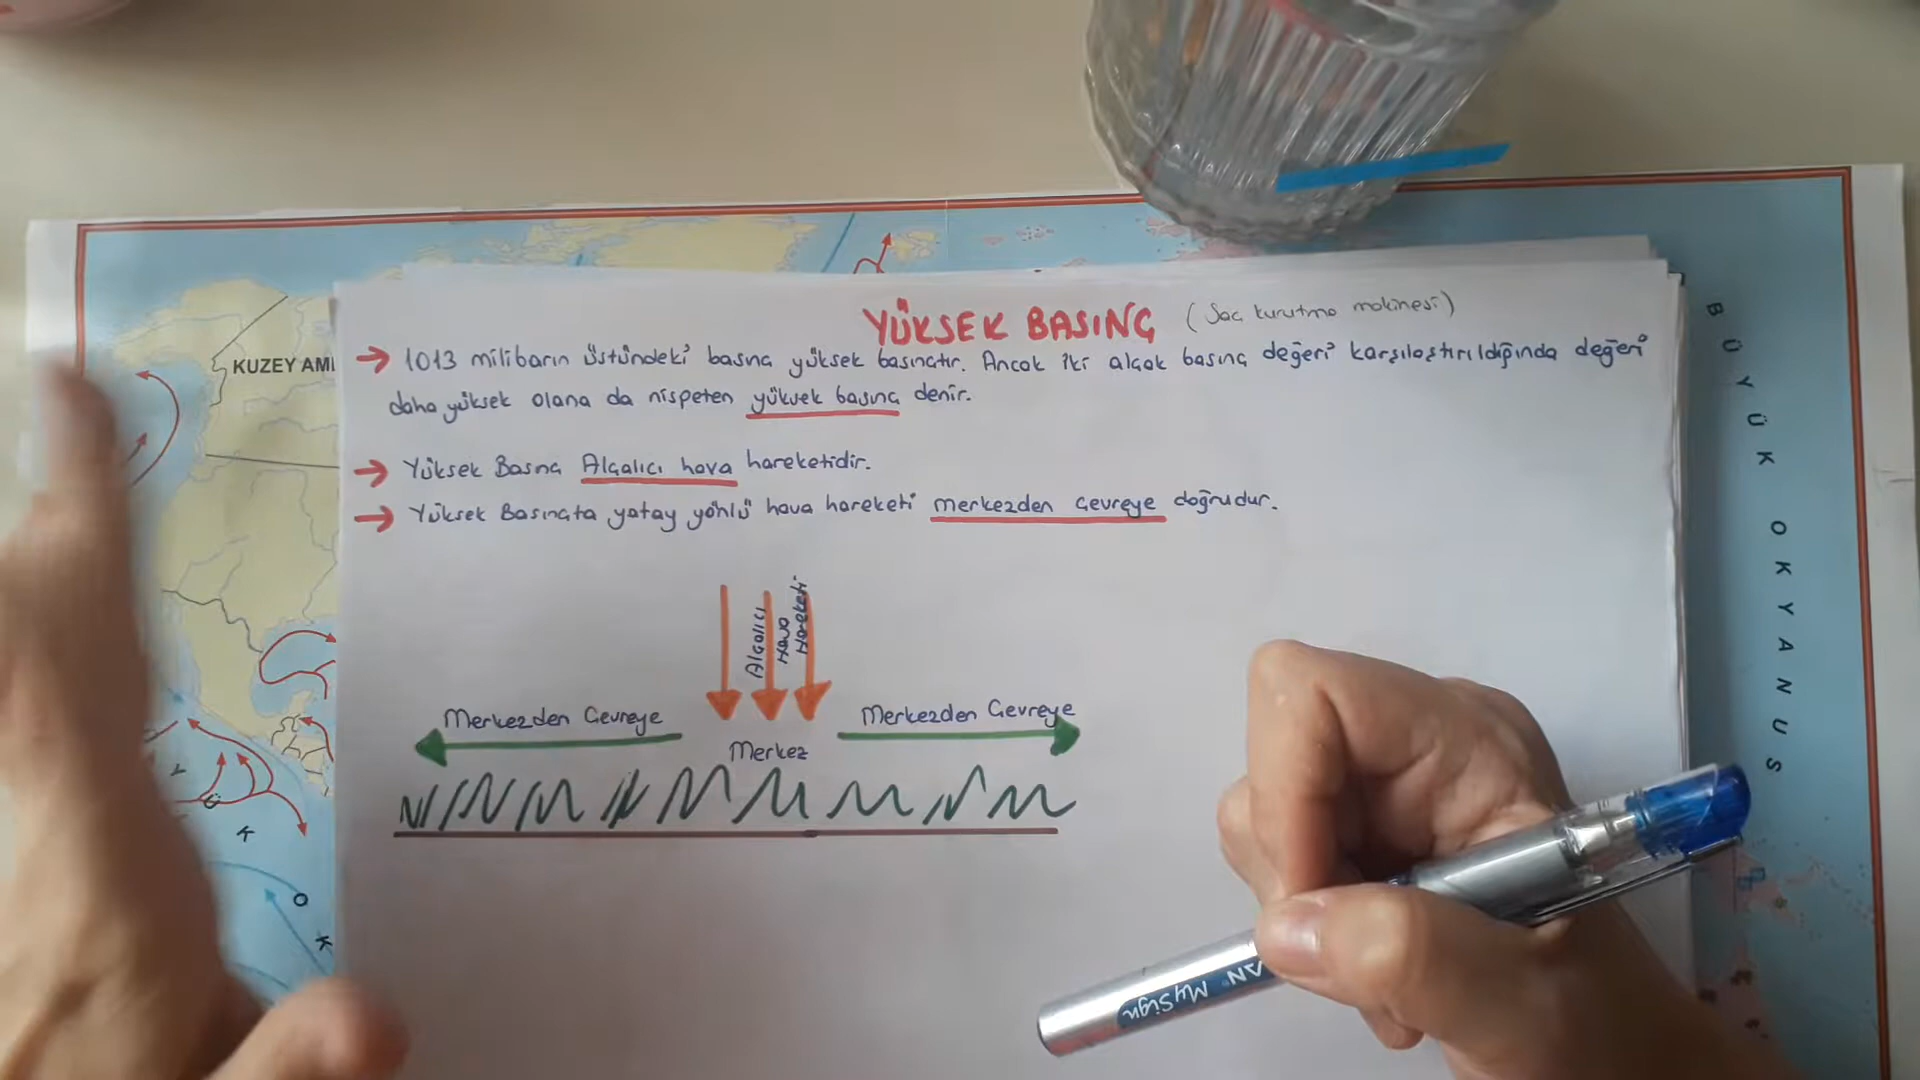 YÜKSEK BASINÇ (Saç kurutma makinesi)
→ 1013 milibarın üstündeki basınç yüksek basınçtır. Ancak iki alçak basınç değeri karşılaştırıldığında değeri
daha yüksek olana da nispeten yüksek basınç denir.
→ Yüksek Basınç Alçalıcı hava hareketidir.
→ Yüksek Basınçta yatay yönlü hava hareketi merkezden çevreye doğrudur.
Alçalıcı
Hava
Hareketi
Merkezden Çevreye
Merkezden Çevreye
Merkez
KUZEY AM
BÜYÜK OKYANUS
Y
Ü
K
O
K
AN MySign